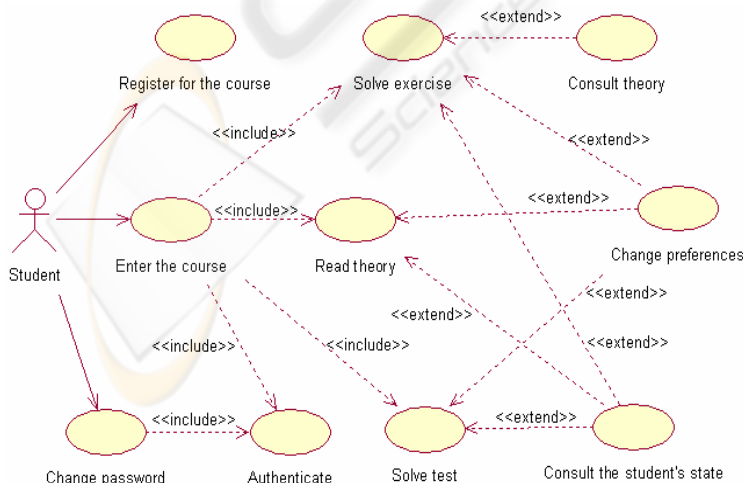 <<extend>>
Register for the course
Solve exercise
Consult theory
<<include>>
<<extend>>
<<include>>
<<extend>>
Student
Enter the course
Read theory
Change preferences
<<extend>>
<<extend>>
<<include>>
<<include>>
<<extend>>
<<include>>
<<extend>>
Change password
Authenticate
Solve test
Consult the student's state